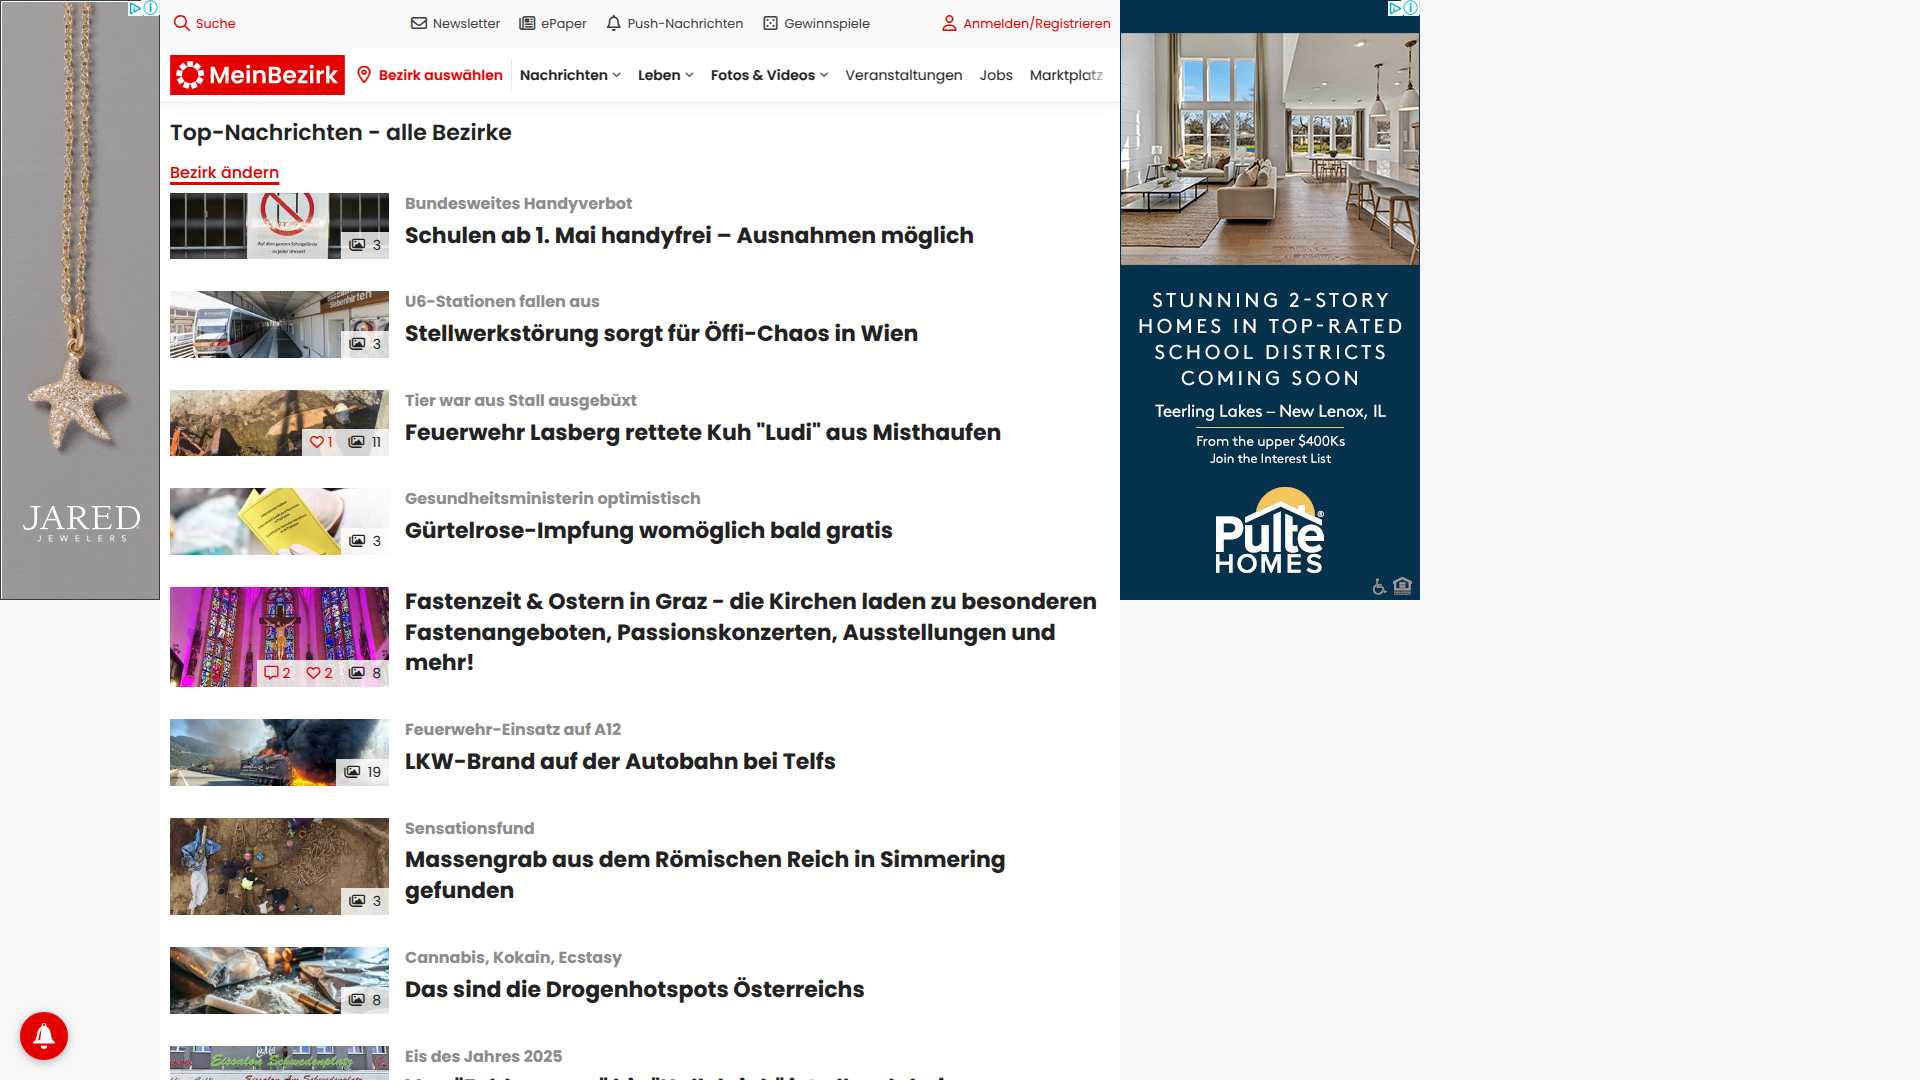 Suche
Newsletter
ePaper
Push-Nachrichten
Gewinnspiele
Anmelden/Registrieren
MeinBezirk
Bezirk auswählen
Nachrichten
Leben
Fotos & Videos
Veranstaltungen
Jobs
Marktplatz
Top-Nachrichten - alle Bezirke
Bezirk ändern
3
Bundesweites Handyverbot
Schulen ab 1. Mai handyfrei – Ausnahmen möglich
Siebenhirten
3
U6-Stationen fallen aus
Stellwerkstörung sorgt für Öffi-Chaos in Wien
1 11
Tier war aus Stall ausgebüxt
Feuerwehr Lasberg rettete Kuh "Ludi" aus Misthaufen
3
Gesundheitsministerin optimistisch
Gürtelrose-Impfung womöglich bald gratis
2 2 8
Fastenzeit & Ostern in Graz - die Kirchen laden zu besonderen
Fastenangeboten, Passionskonzerten, Ausstellungen und
mehr!
19
Feuerwehr-Einsatz auf A12
LKW-Brand auf der Autobahn bei Telfs
3
Sensationsfund
Massengrab aus dem Römischen Reich in Simmering
gefunden
8
Cannabis, Kokain, Ecstasy
Das sind die Drogenhotspots Österreichs
Eissalon Schwedenplatz
Eis des Jahres 2025
JARED
JEWELERS
STUNNING 2-STORY
HOMES IN TOP-RATED
SCHOOL DISTRICTS
COMING SOON
Teerling Lakes – New Lenox, IL
From the upper $400Ks
Join the Interest List
Pulte®
HOMES